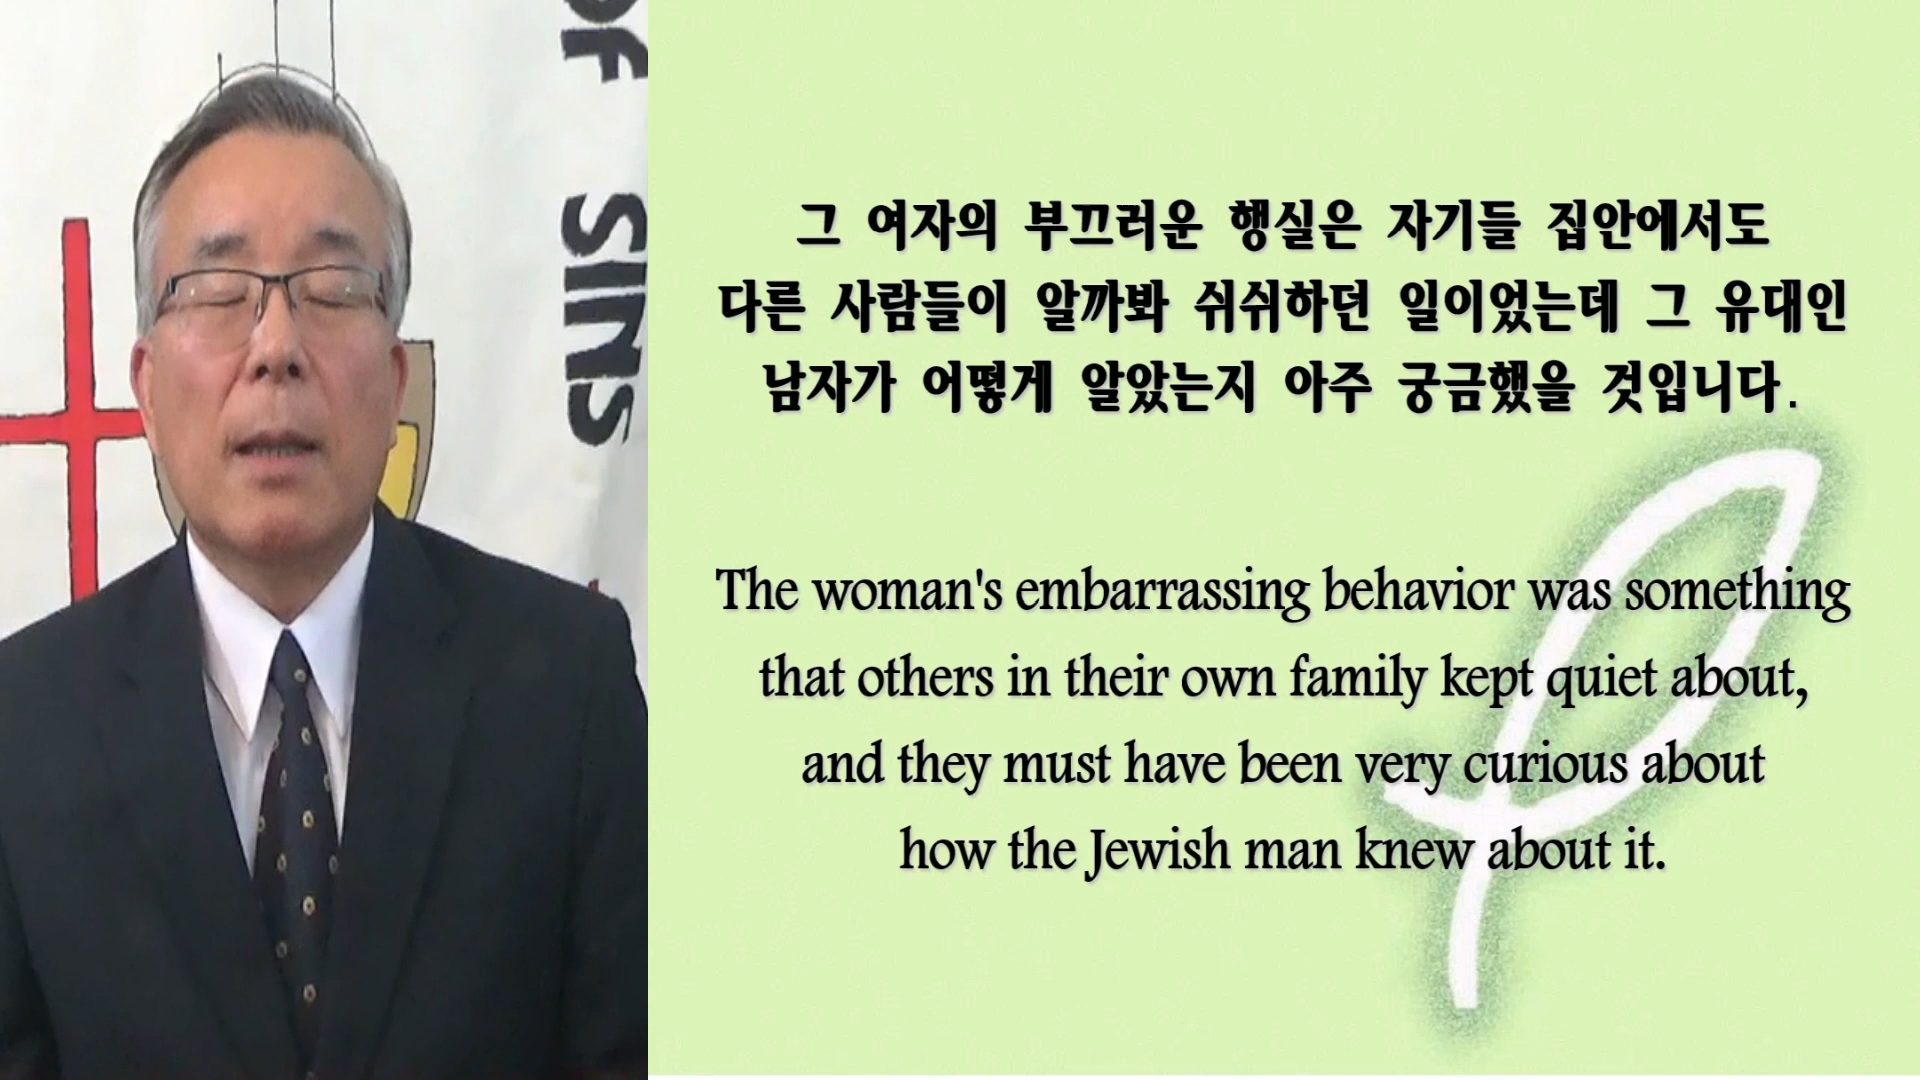 OF SINS
그 여자의 부끄러운 행실은 자기들 집안에서도
다른 사람들이 알까봐 쉬쉬하던 일이었는데 그 유대인
남자가 어떻게 알았는지 아주 궁금했을 것입니다.
The woman's embarrassing behavior was something
that others in their own family kept quiet about,
and they must have been very curious about
how the Jewish man knew about it.